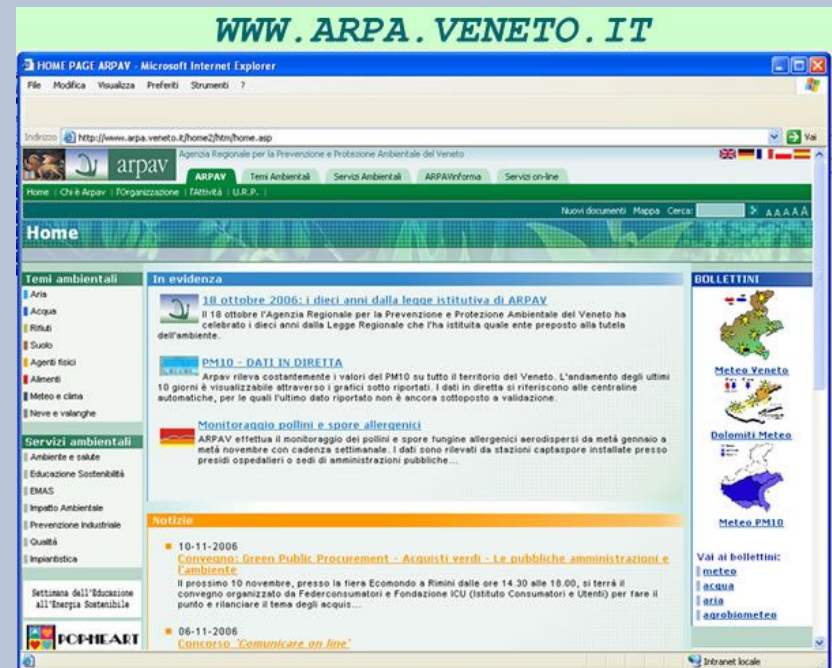 WWW.ARPA.VENETO.IT
HOME PAGE ARPAV - Microsoft Internet Explorer
File Modifica Visualizza Preferiti Strumenti ?
Indirizzo http://www.arpa.veneto.it/home2/htm/home.asp Vai
arpav
Agenzia Regionale per la Prevenzione e Protezione Ambientale del Veneto
ARPAV Temi Ambientali Servizi Ambientali ARPAVinforma Servizi on-line
Home | Chi è Arpav | l'Organizzazione | l'Attività | U.R.P. |
Nuovi documenti Mappa Cerca: A A A A A
Home
Temi ambientali
Aria
Acqua
Rifiuti
Suolo
Agenti fisici
Alimenti
Meteo e clima
Neve e valanghe
Servizi ambientali
Ambiente e salute
Educazione Sostenibilità
EMAS
Impatto Ambientale
Prevenzione Industriale
Qualità
Impiantistica
Settimana dell'Educazione
all'Energia Sostenibile
POPHEART
In evidenza
18 ottobre 2006: i dieci anni dalla legge istitutiva di ARPAV
Il 18 ottobre l'Agenzia Regionale per la Prevenzione e Protezione Ambientale del Veneto ha
celebrato i dieci anni dalla Legge Regionale che l'ha istituita quale ente preposto alla tutela
dell'ambiente.
PM10 - DATI IN DIRETTA
Arpav rileva costantemente i valori del PM10 su tutto il territorio del Veneto. L'andamento degli ultimi
10 giorni è visualizzabile attraverso i grafici sotto riportati. I dati in diretta si riferiscono alle centraline
automatiche, per le quali l'ultimo dato riportato non è ancora sottoposto a validazione.
Monitoraggio pollini e spore allergenici
ARPAV effettua il monitoraggio dei pollini e spore fungine allergenici aerodispersi da metá gennaio a
metá novembre con cadenza settimanale. I dati sono rilevati da stazioni captaspore installate presso
presidi ospedalieri o sedi di amministrazioni pubbliche...
Notizie
10-11-2006
Convegno: Green Public Procurement - Acquisti verdi - Le pubbliche amministrazioni e
l'ambiente
Il prossimo 10 novembre, presso la fiera Ecomondo a Rimini dalle ore 14.30 alle 18.00, si terrà il
convegno organizzato da Federconsumatori e Fondazione ICU (Istituto Consumatori e Utenti) per fare il
punto e rilanciare il tema degli acquis...
06-11-2006
Concorso 'Comunicare on line'
BOLLETTINI
Meteo Veneto
Dolomiti Meteo
Meteo PM10
Vai ai bollettini:
meteo
acqua
aria
agrobiometeo
Intranet locale